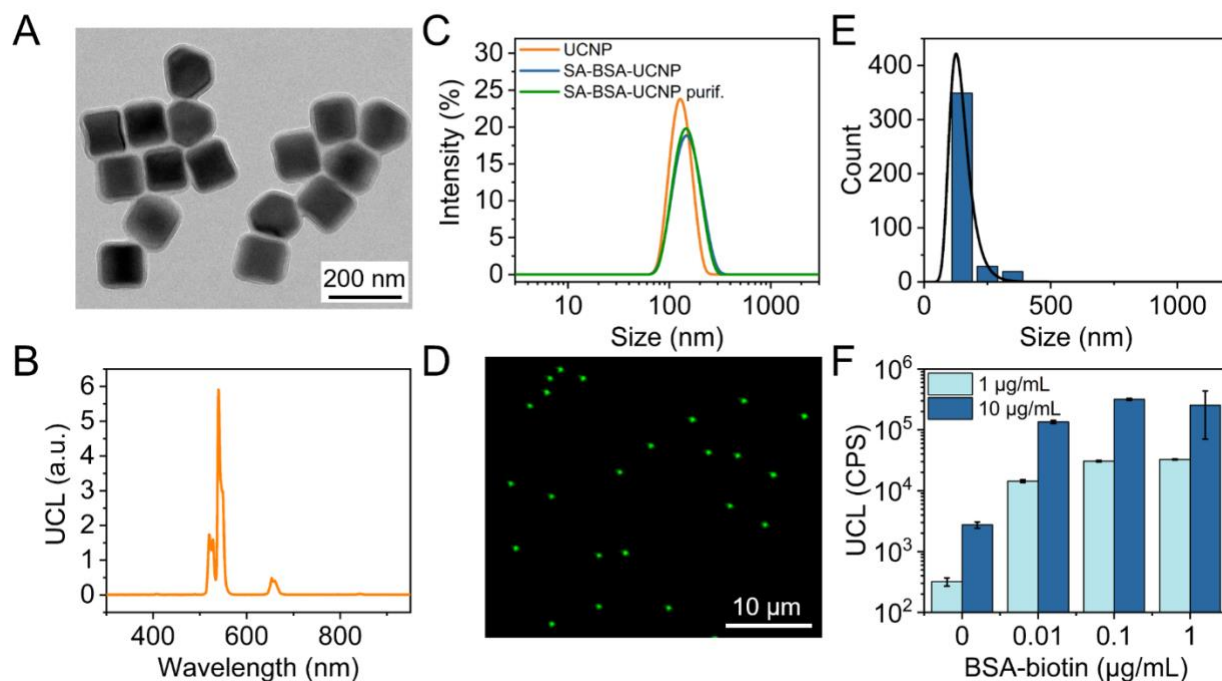 A
200 nm
B
UCL (a.u.)
6
5
4
3
2
1
0
400 600 800
Wavelength (nm)
C
Intensity (%)
30
25
20
15
10
5
0
UCNP
SA-BSA-UCNP
SA-BSA-UCNP purif.
10 100 1000
Size (nm)
D
10 µm
E
Count
400
300
200
100
0
0 500 1000
Size (nm)
F
UCL (CPS)
10⁶
10⁵
10⁴
10³
10²
1 µg/mL
10 µg/mL
0 0.01 0.1 1
BSA-biotin (µg/mL)